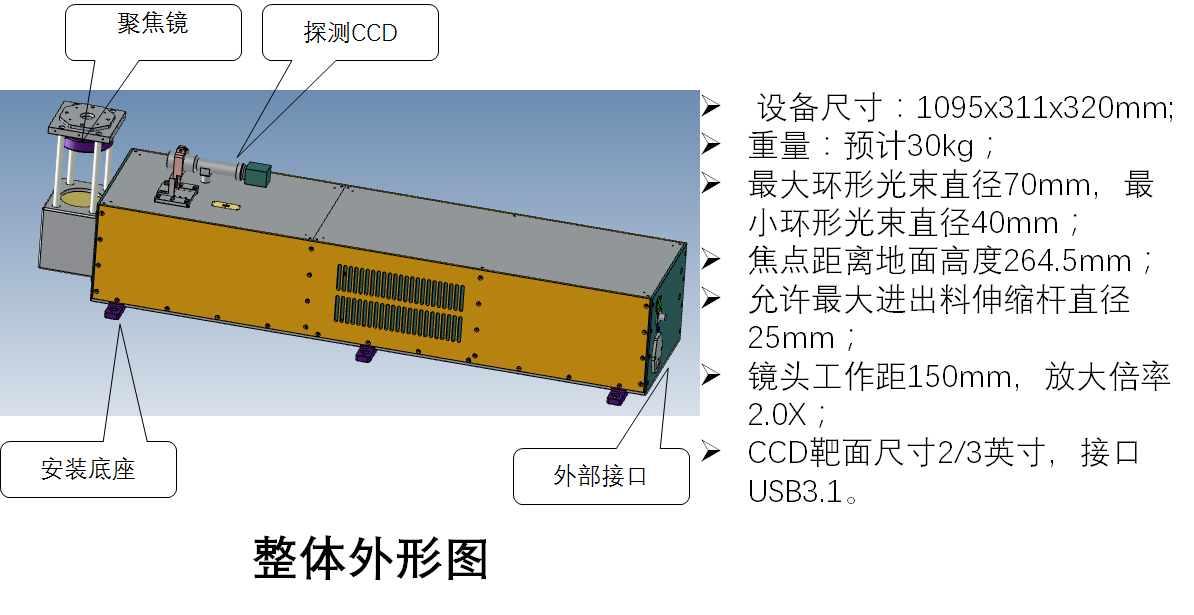 聚焦镜
探测CCD
设备尺寸：1095x311x320mm;
重量：预计30kg；
最大环形光束直径70mm，最
小环形光束直径40mm；
焦点距离地面高度264.5mm；
允许最大进出料伸缩杆直径
25mm；
镜头工作距150mm，放大倍率
2.0X；
CCD靶面尺寸2/3英寸，接口
USB3.1。
安装底座
外部接口
整体外形图